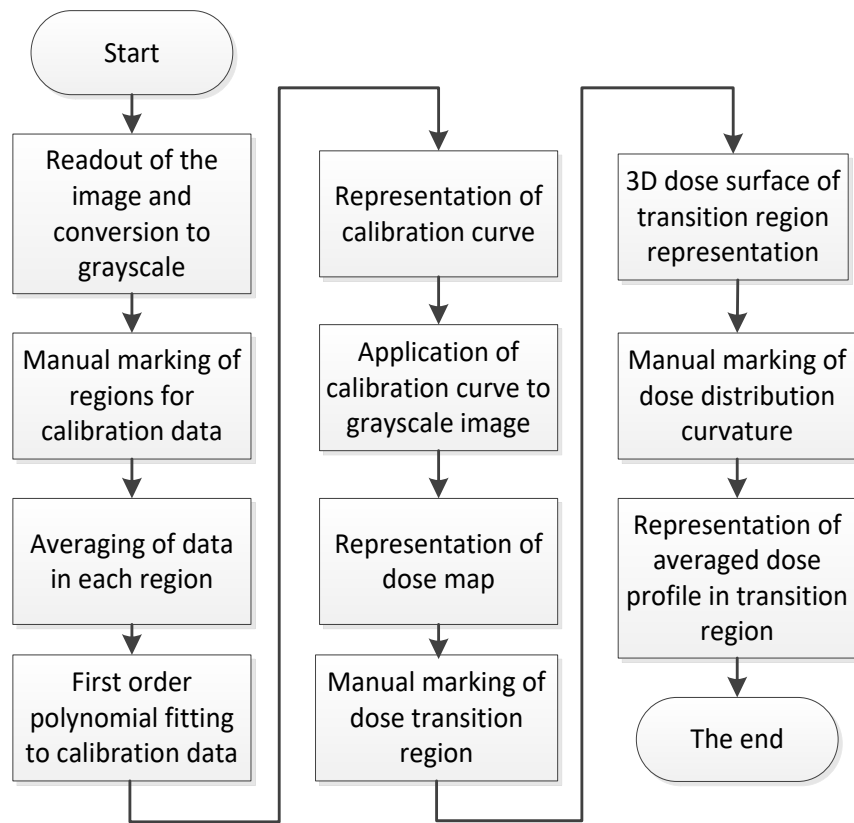 Start
Readout of the
image and
conversion to
grayscale
Manual marking of
regions for
calibration data
Averaging of data
in each region
First order
polynomial fitting
to calibration data
Representation of
calibration curve
Application of
calibration curve to
grayscale image
Representation of
dose map
Manual marking of
dose transition
region
3D dose surface of
transition region
representation
Manual marking of
dose distribution
curvature
Representation of
averaged dose
profile in transition
region
The end